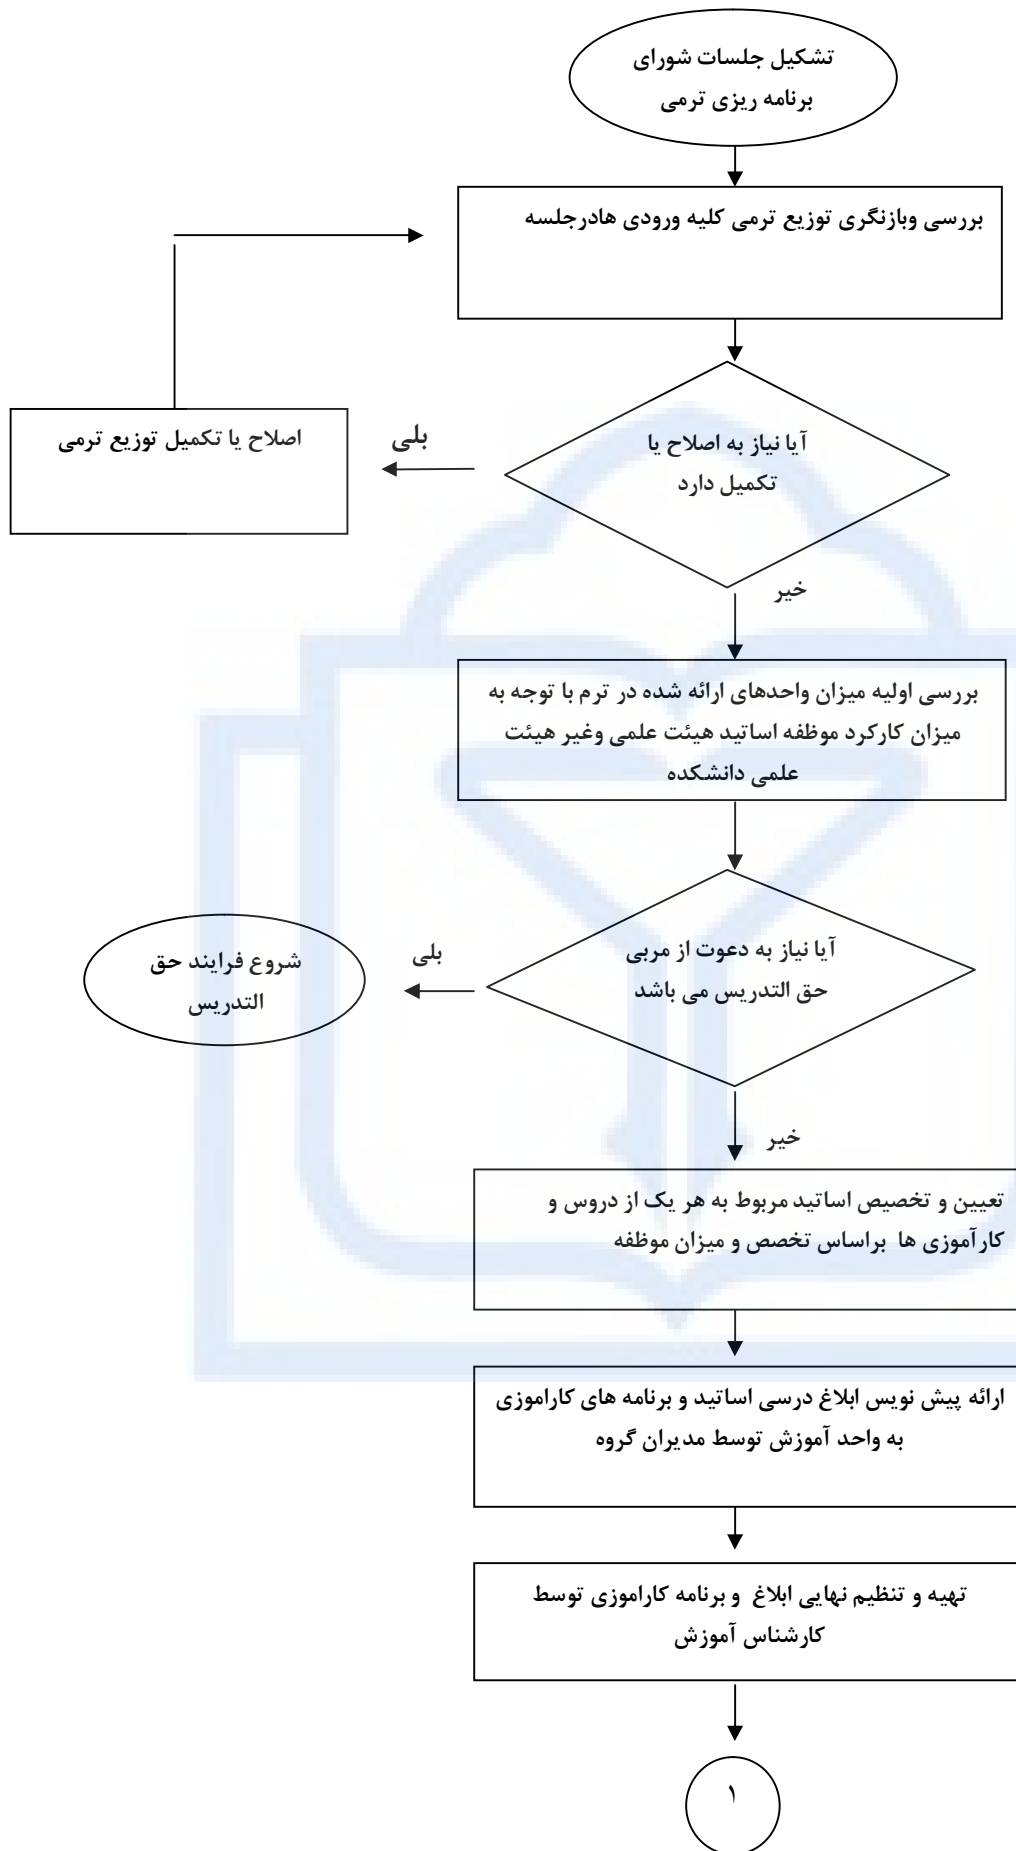 تشکیل جلسات شورای
برنامه ریزی ترمی
بررسی وبازنگری توزیع ترمی کلیه ورودی هادرجلسه
آیا نیاز به اصلاح یا
تکمیل دارد
بلی
اصلاح یا تکمیل توزیع ترمی
خیر
بررسی اولیه میزان واحدهای ارائه شده در ترم با توجه به
میزان کارکرد موظفه اساتید هیئت علمی وغیر هیئت
علمی دانشکده
آیا نیاز به دعوت از مربی
حق التدریس می باشد
بلی
شروع فرایند حق
التدریس
خیر
تعیین و تخصیص اساتید مربوط به هر یک از دروس و
کارآموزی ها براساس تخصص و میزان موظفه
ارائه پیش نویس ابلاغ درسی اساتید و برنامه های کاراموزی
به واحد آموزش توسط مدیران گروه
تهیه و تنظیم نهایی ابلاغ و برنامه کاراموزی توسط
کارشناس آموزش
۱